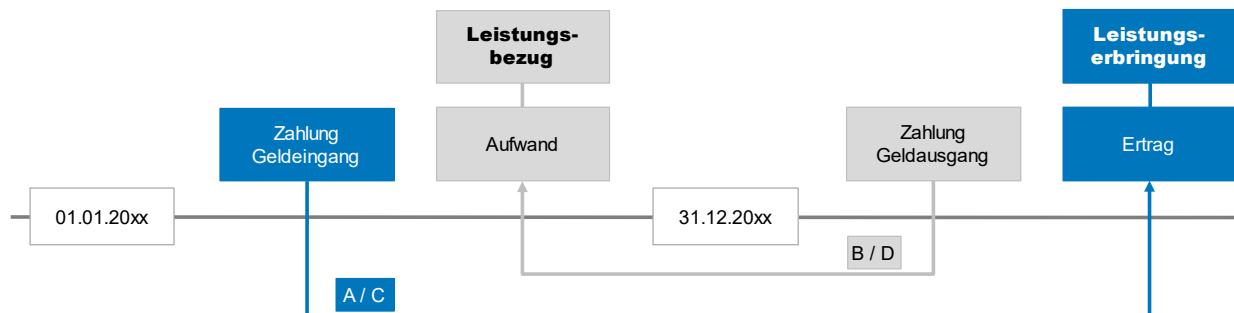 Leistungs-
bezug
Leistungs-
erbringung
Zahlung
Geldeingang
Aufwand
Zahlung
Geldausgang
Ertrag
01.01.20xx
31.12.20xx
B / D
A / C